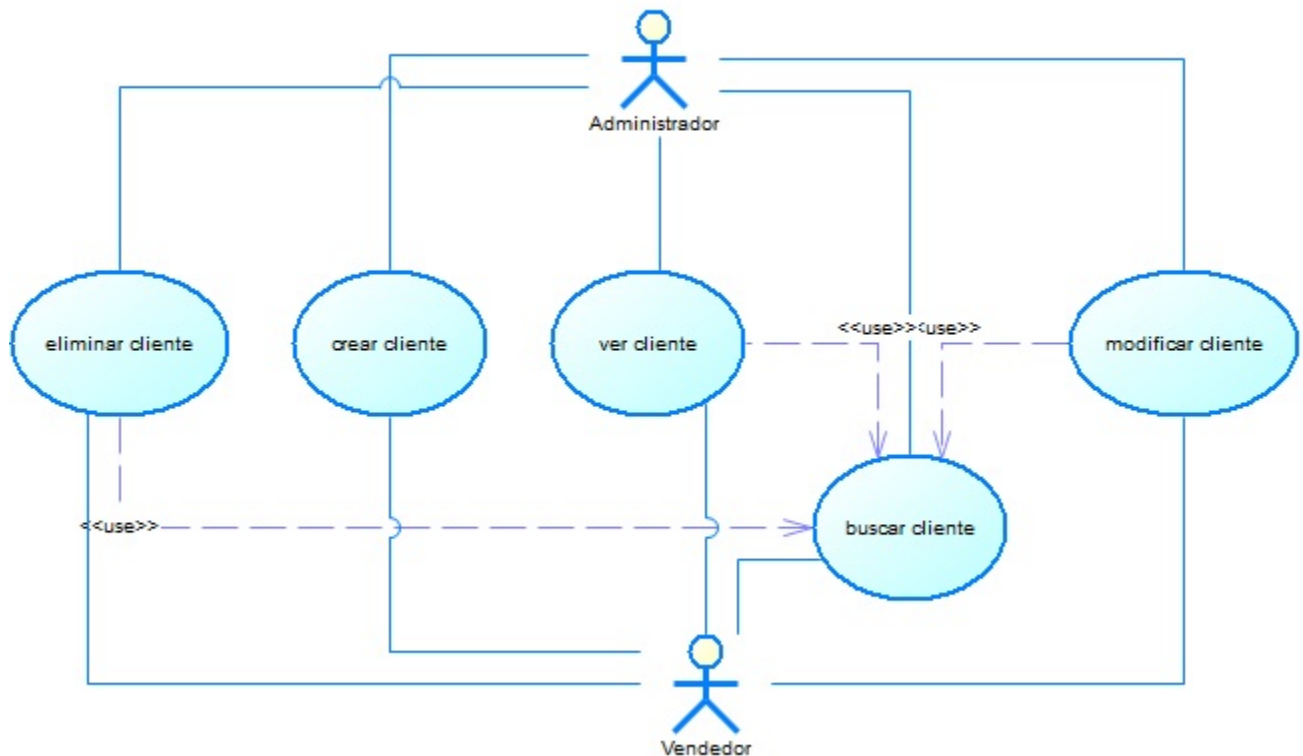 Administrador
<<use>><use>>
eliminar cliente
crear cliente
ver cliente
modificar cliente
<<use>>
buscar cliente
Vendedor